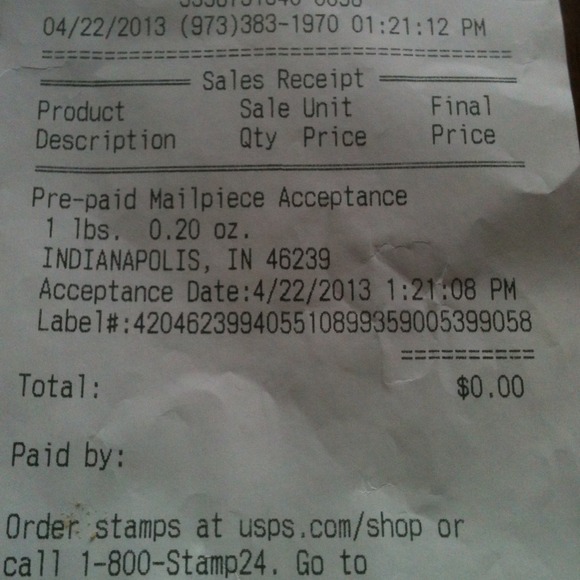 04/22/2013 (973)383-1970 01:21:12 PM
Sales Receipt
Product Sale Unit Final
Description Qty Price Price
Pre-paid Mailpiece Acceptance
1 lbs. 0.20 oz.
INDIANAPOLIS, IN 46239
Acceptance Date:4/22/2013 1:21:08 PM
Label#:420462399405510899359005399058
==========
Total: $0.00
Paid by:
Order stamps at usps.com/shop or
call 1-800-Stamp24. Go to